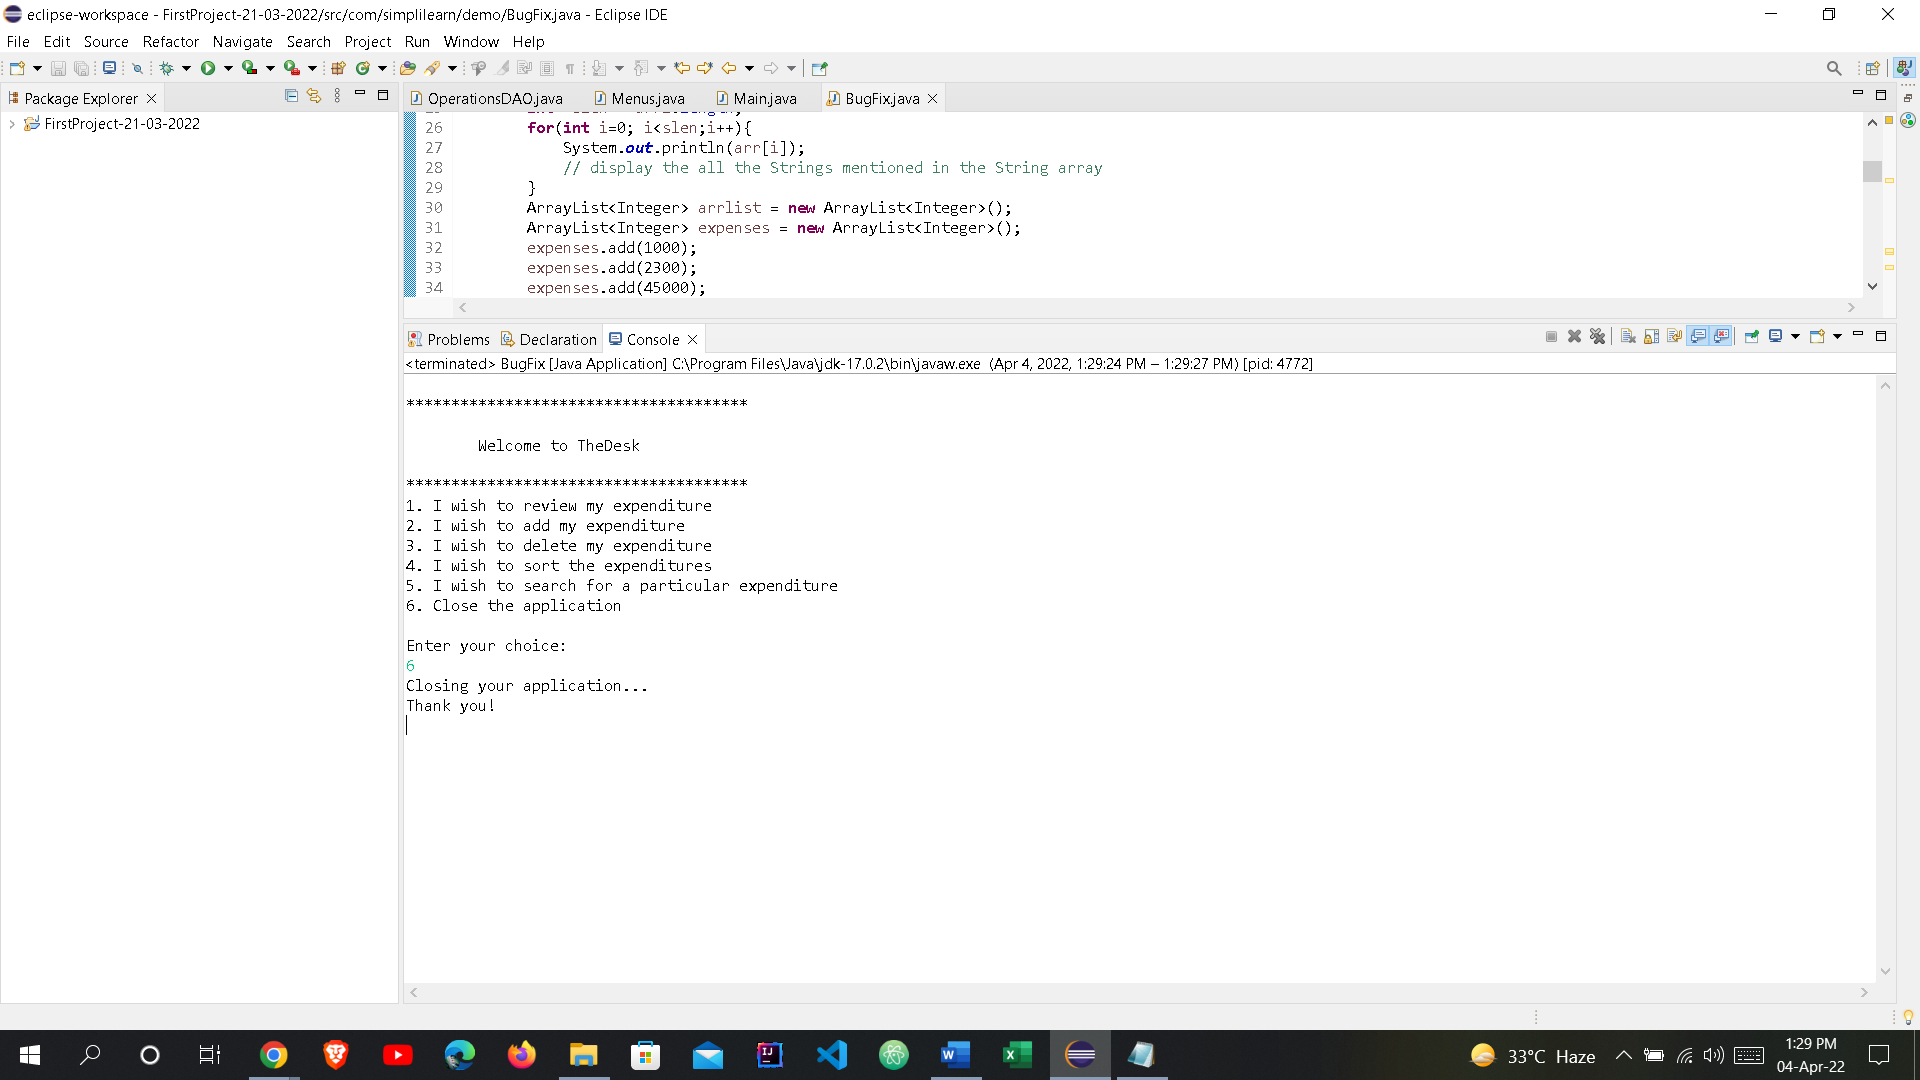 eclipse-workspace - FirstProject-21-03-2022/src/com/simplilearn/demo/BugFix.java - Eclipse IDE
File Edit Source Refactor Navigate Search Project Run Window Help
Package Explorer
FirstProject-21-03-2022
OperationsDAO.java Menus.java Main.java BugFix.java
26 for(int i=0; i<slen;i++){
27 System.out.println(arr[i]);
28 // display the all the Strings mentioned in the String array
29 }
30 ArrayList<Integer> arrlist = new ArrayList<Integer>();
31 ArrayList<Integer> expenses = new ArrayList<Integer>();
32 expenses.add(1000);
33 expenses.add(2300);
34 expenses.add(45000);
Problems Declaration Console
<terminated> BugFix [Java Application] C:\Program Files\Java\jdk-17.0.2\bin\javaw.exe (Apr 4, 2022, 1:29:24 PM – 1:29:27 PM) [pid: 4772]
**************************************
Welcome to TheDesk
**************************************
1. I wish to review my expenditure
2. I wish to add my expenditure
3. I wish to delete my expenditure
4. I wish to sort the expenditures
5. I wish to search for a particular expenditure
6. Close the application
Enter your choice:
6
Closing your application...
Thank you!
33°C Haze
1:29 PM
04-Apr-22